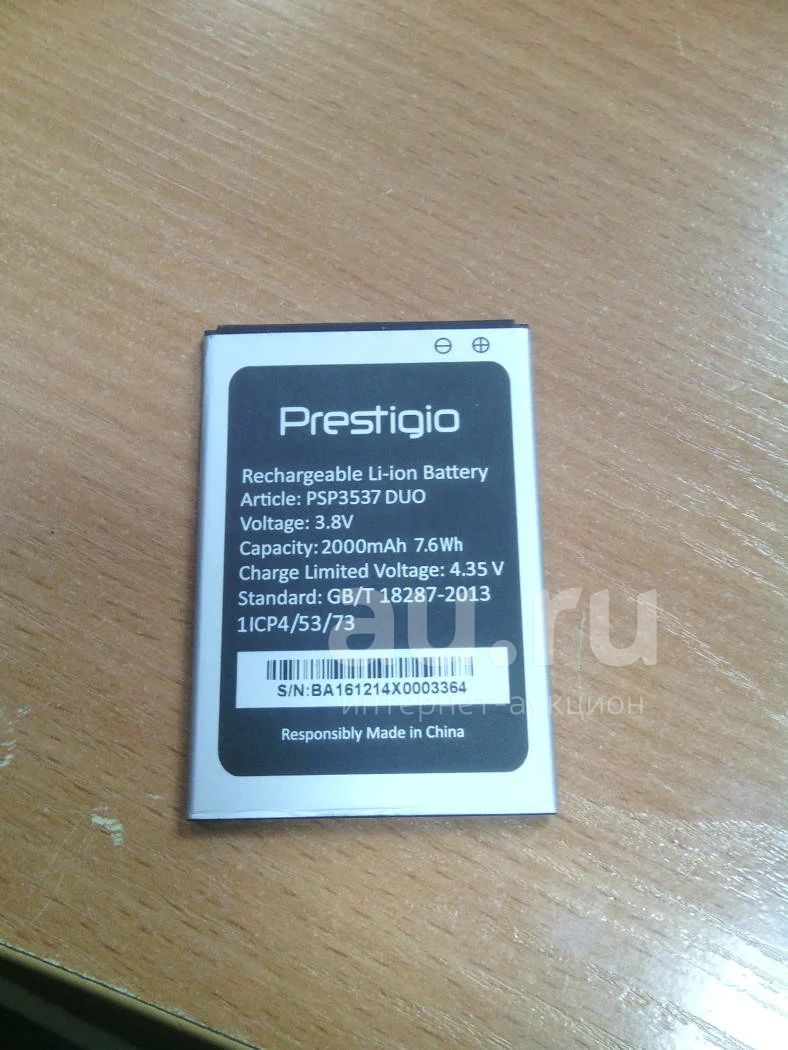 ⊖ ⊕
Prestigio
Rechargeable Li-ion Battery
Article: PSP3537 DUO
Voltage: 3.8V
Capacity: 2000mAh 7.6Wh
Charge Limited Voltage: 4.35 V
Standard: GB/T 18287-2013
1ICP4/53/73
au.ru
интернет-аукцион
S/N:BA161214X0003364
Responsibly Made in China